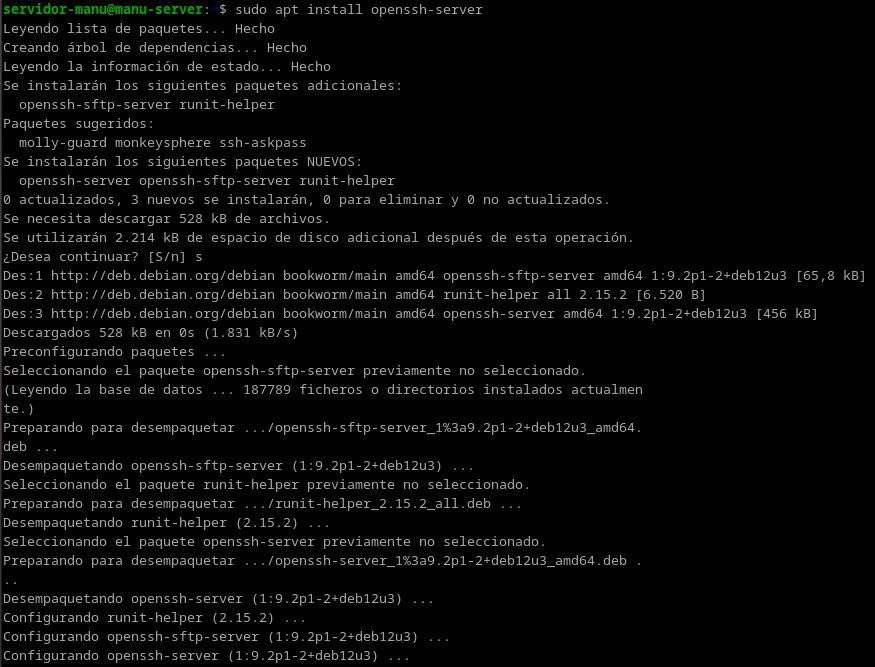 servidor-manu@manu-server:~$ sudo apt install openssh-server
Leyendo lista de paquetes... Hecho
Creando árbol de dependencias... Hecho
Leyendo la información de estado... Hecho
Se instalarán los siguientes paquetes adicionales:
  openssh-sftp-server runit-helper
Paquetes sugeridos:
  molly-guard monkeysphere ssh-askpass
Se instalarán los siguientes paquetes NUEVOS:
  openssh-server openssh-sftp-server runit-helper
0 actualizados, 3 nuevos se instalarán, 0 para eliminar y 0 no actualizados.
Se necesita descargar 528 kB de archivos.
Se utilizarán 2.214 kB de espacio de disco adicional después de esta operación.
¿Desea continuar? [S/n] s
Des:1 http://deb.debian.org/debian bookworm/main amd64 openssh-sftp-server amd64 1:9.2p1-2+deb12u3 [65,8 kB]
Des:2 http://deb.debian.org/debian bookworm/main amd64 runit-helper all 2.15.2 [6.520 B]
Des:3 http://deb.debian.org/debian bookworm/main amd64 openssh-server amd64 1:9.2p1-2+deb12u3 [456 kB]
Descargados 528 kB en 0s (1.831 kB/s)
Preconfigurando paquetes ...
Seleccionando el paquete openssh-sftp-server previamente no seleccionado.
(Leyendo la base de datos ... 187789 ficheros o directorios instalados actualmen
te.)
Preparando para desempaquetar .../openssh-sftp-server_1%3a9.2p1-2+deb12u3_amd64.
deb ...
Desempaquetando openssh-sftp-server (1:9.2p1-2+deb12u3) ...
Seleccionando el paquete runit-helper previamente no seleccionado.
Preparando para desempaquetar .../runit-helper_2.15.2_all.deb ...
Desempaquetando runit-helper (2.15.2) ...
Seleccionando el paquete openssh-server previamente no seleccionado.
Preparando para desempaquetar .../openssh-server_1%3a9.2p1-2+deb12u3_amd64.deb .
..
Desempaquetando openssh-server (1:9.2p1-2+deb12u3) ...
Configurando runit-helper (2.15.2) ...
Configurando openssh-sftp-server (1:9.2p1-2+deb12u3) ...
Configurando openssh-server (1:9.2p1-2+deb12u3) ...